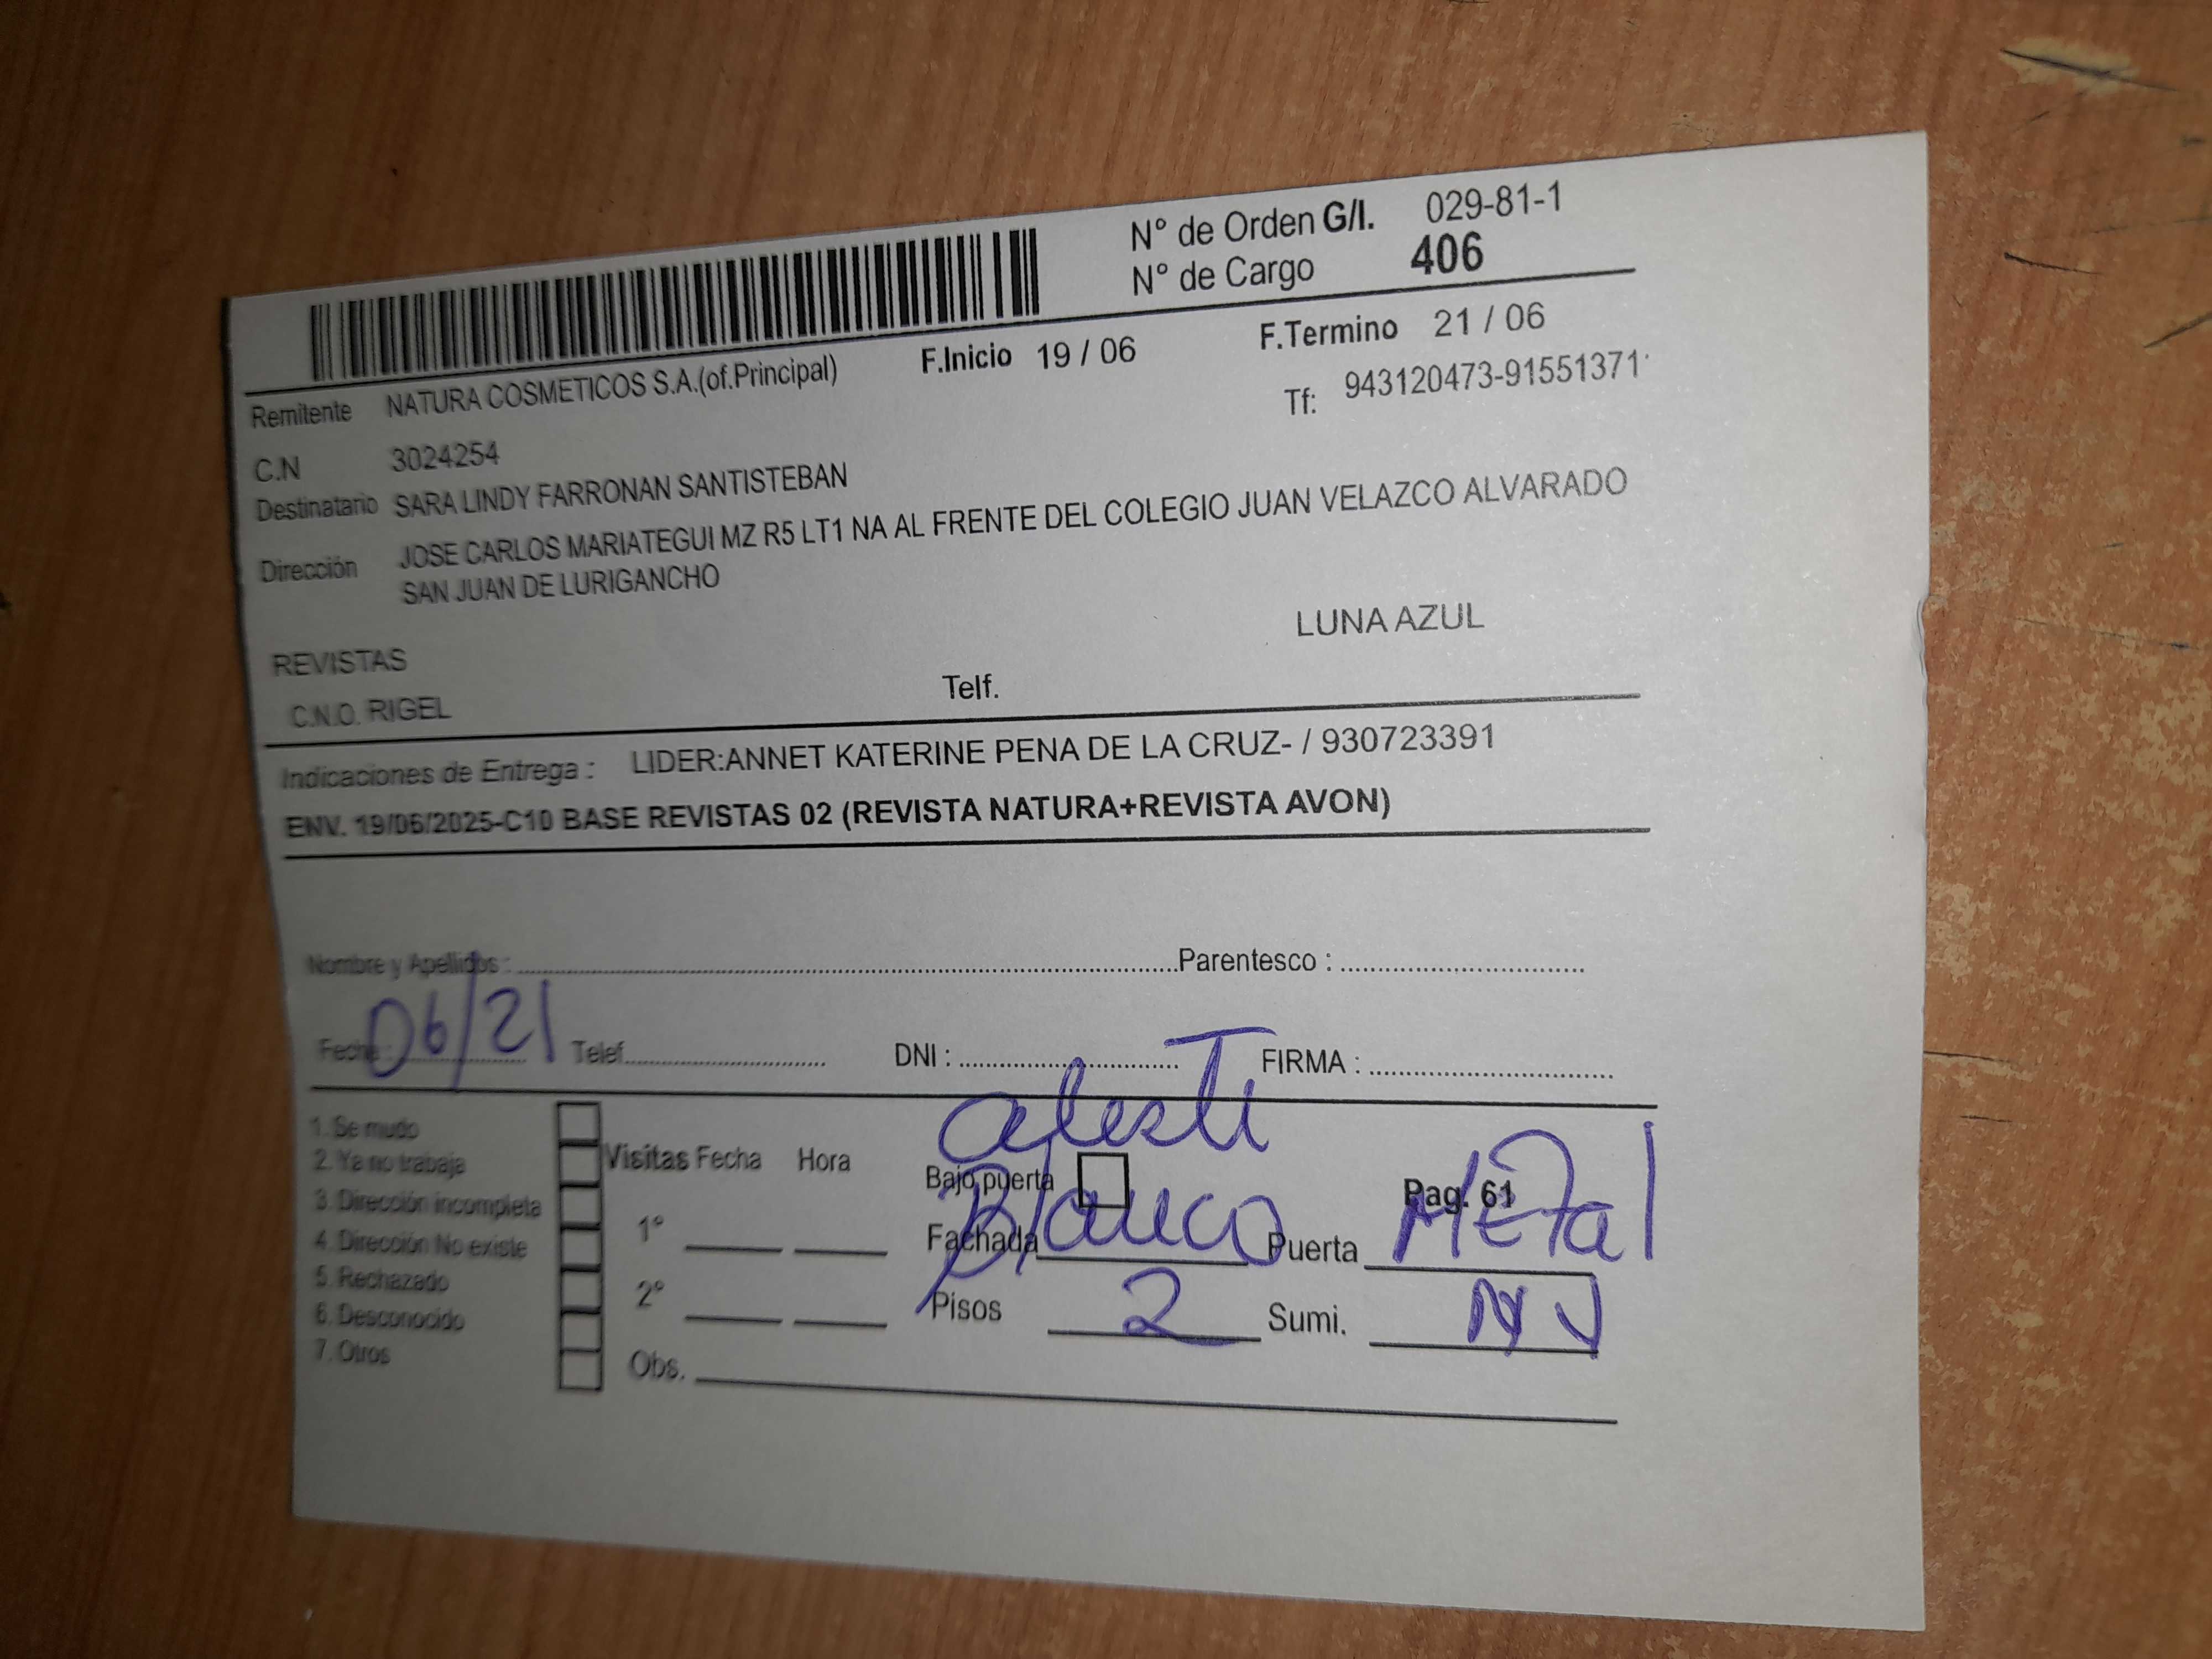 N° de Orden G/I. 029-81-1
N° de Cargo 406
F.Inicio 19 / 06 F.Termino 21 / 06
Remitente NATURA COSMETICOS S.A.(of.Principal) Tf: 943120473-91551371
C.N 3024254
Destinatario SARA LINDY FARRONAN SANTISTEBAN
Dirección JOSE CARLOS MARIATEGUI MZ R5 LT1 NA AL FRENTE DEL COLEGIO JUAN VELAZCO ALVARADO
SAN JUAN DE LURIGANCHO
LUNA AZUL
REVISTAS
C.N.O. RIGEL Telf.
Indicaciones de Entrega : LIDER:ANNET KATERINE PENA DE LA CRUZ- / 930723391
ENV. 19/06/2025-C10 BASE REVISTAS 02 (REVISTA NATURA+REVISTA AVON)
Nombre y Apellidos : Parentesco :
Fecha : 06/21 Telef. DNI : FIRMA :
1. Se mudo
2. Ya no trabaja
3. Dirección incompleta
4. Dirección No existe
5. Rechazado
6. Desconocido
7. Otros
Visitas Fecha Hora
1°
2°
Obs.
Bajo puerta Pag. 61
Fachada Blanco Puerta Metal
Pisos 2 Sumi.